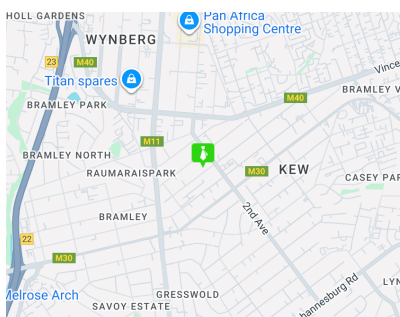 HOLL GARDENS
Pan Africa
Shopping Centre
WYNBERG
23
M40
Vince
Titan spares
M40
BRAMLEY V
BRAMLEY PARK
M11
BRAMLEY NORTH
RAUMARAISPARK
M30
KEW
CASEY PAR
BRAMLEY
2nd Ave
22
M30
Melrose Arch
GRESSWOLD
SAVOY ESTATE
hannesburg Rd
LYN